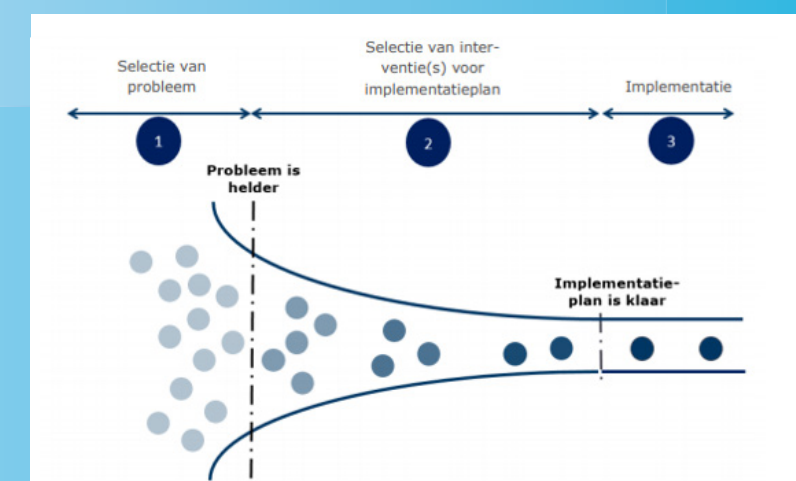 Selectie van
probleem
Selectie van inter-
ventie(s) voor
implementatieplan
Implementatie
1
2
3
Probleem is
helder
Implementatie-
plan is klaar